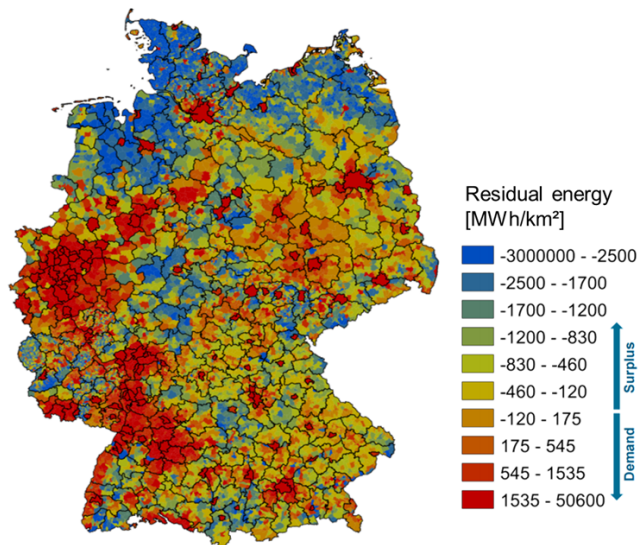 Residual energy
[MWh/km²]
-3000000 - -2500
-2500 - -1700
-1700 - -1200
-1200 - -830
-830 - -460
-460 - -120
-120 - 175
175 - 545
545 - 1535
1535 - 50600
Surplus
Demand